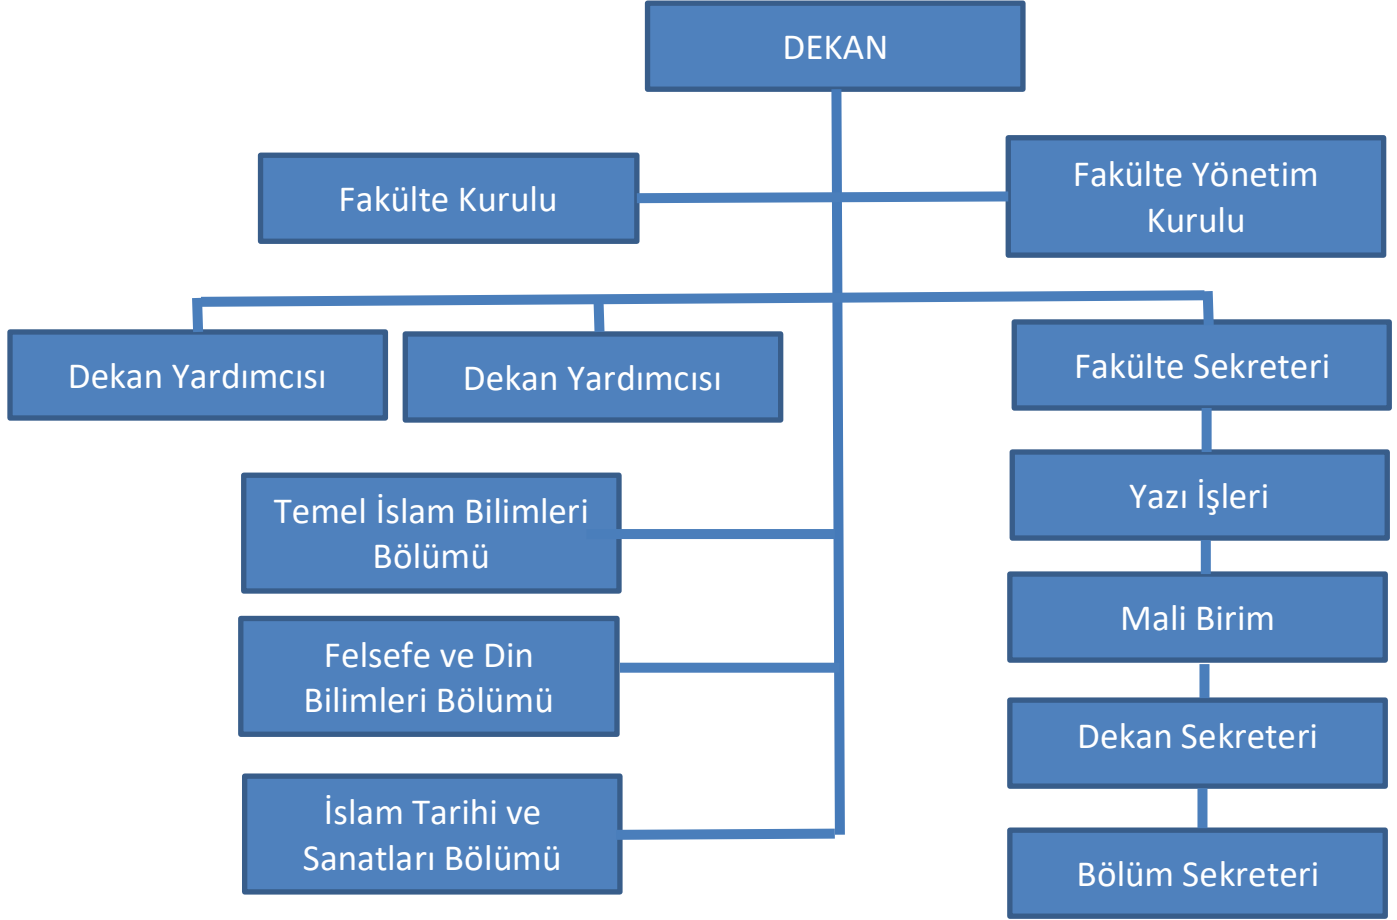 DEKAN
Fakülte Kurulu
Fakülte Yönetim
Kurulu
Dekan Yardımcısı
Dekan Yardımcısı
Fakülte Sekreteri
Temel İslam Bilimleri
Bölümü
Yazı İşleri
Felsefe ve Din
Bilimleri Bölümü
Mali Birim
Dekan Sekreteri
İslam Tarihi ve
Sanatları Bölümü
Bölüm Sekreteri